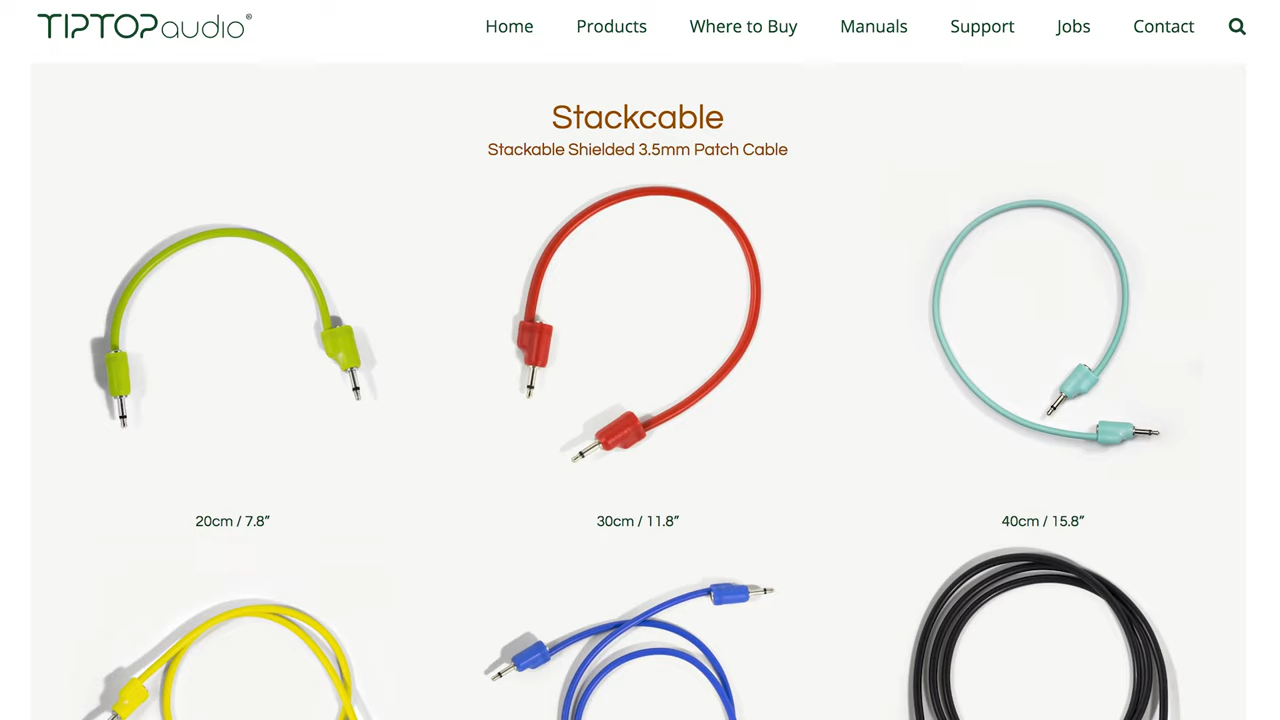 TIPTOPaudio®
Home Products Where to Buy Manuals Support Jobs Contact
Stackcable
Stackable Shielded 3.5mm Patch Cable
20cm / 7.8”
30cm / 11.8”
40cm / 15.8”